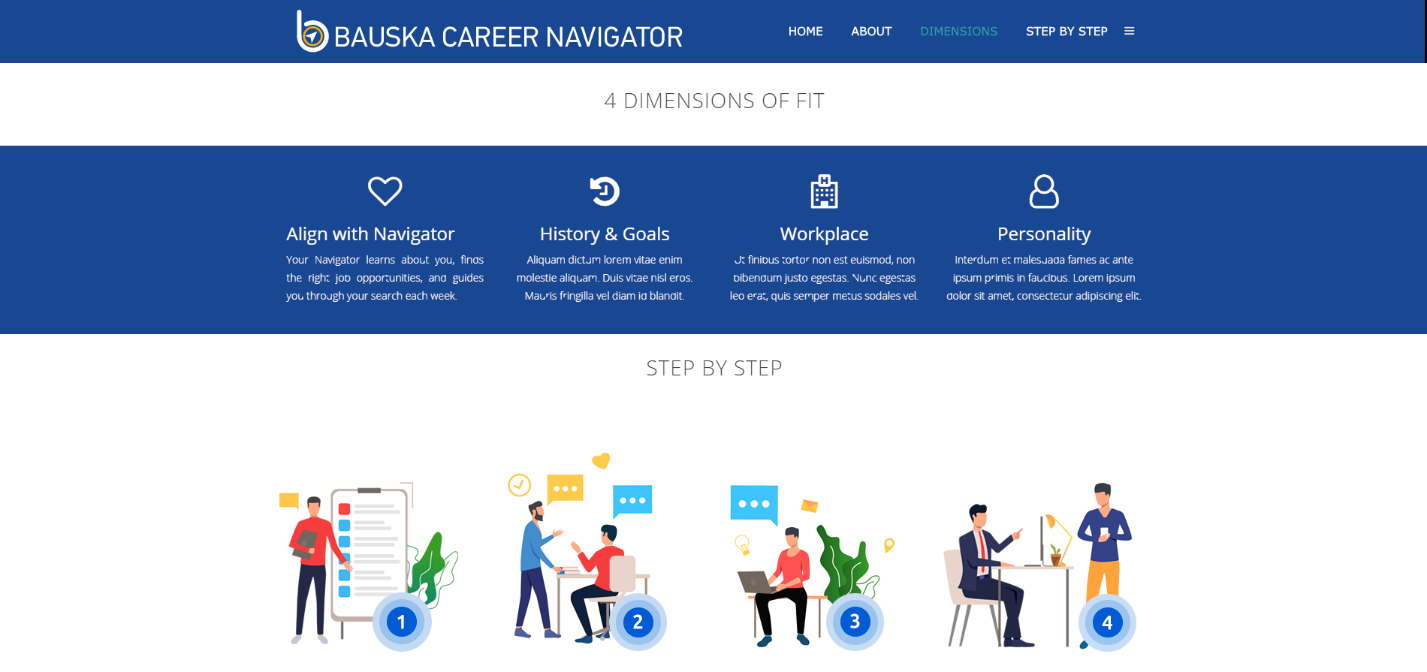 BAUSKA CAREER NAVIGATOR
HOME ABOUT DIMENSIONS STEP BY STEP
4 DIMENSIONS OF FIT
Align with Navigator
Your Navigator learns about you, finds
the right job opportunities, and guides
you through your search each week.
History & Goals
Aliquam dictum lorem vitae enim
molestie aliquam. Duis vitae nisl eros.
Mauris fringilla vel diam id blandit.
Workplace
Ut finibus tortor non est euismod, non
bibendum justo egestas. Nunc egestas
leo erat, quis semper metus sodales vel.
Personality
Interdum et malesuada fames ac ante
ipsum primis in faucibus. Lorem ipsum
dolor sit amet, consectetur adipiscing elit.
STEP BY STEP
1
2
3
4